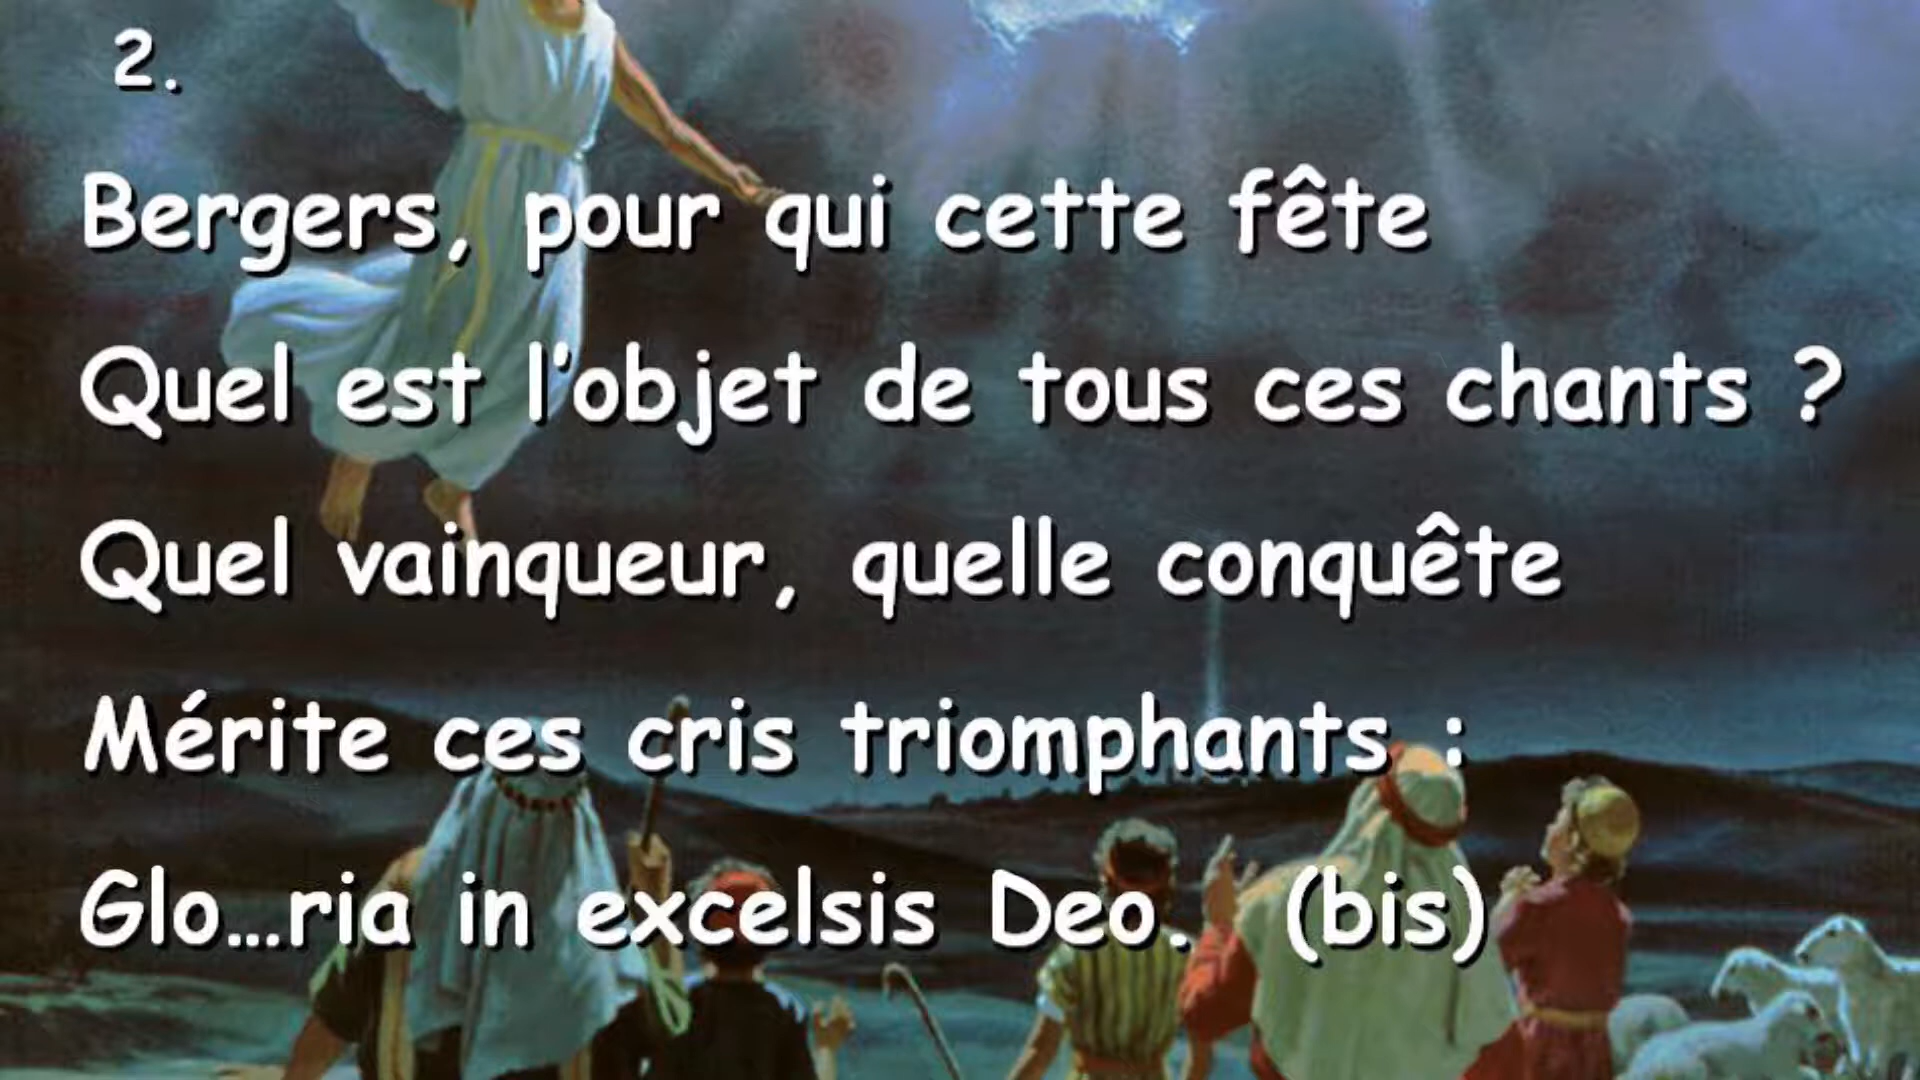 2.
Bergers, pour qui cette fête
Quel est l'objet de tous ces chants ?
Quel vainqueur, quelle conquête
Mérite ces cris triomphants :
Glo...ria in excelsis Deo. (bis)